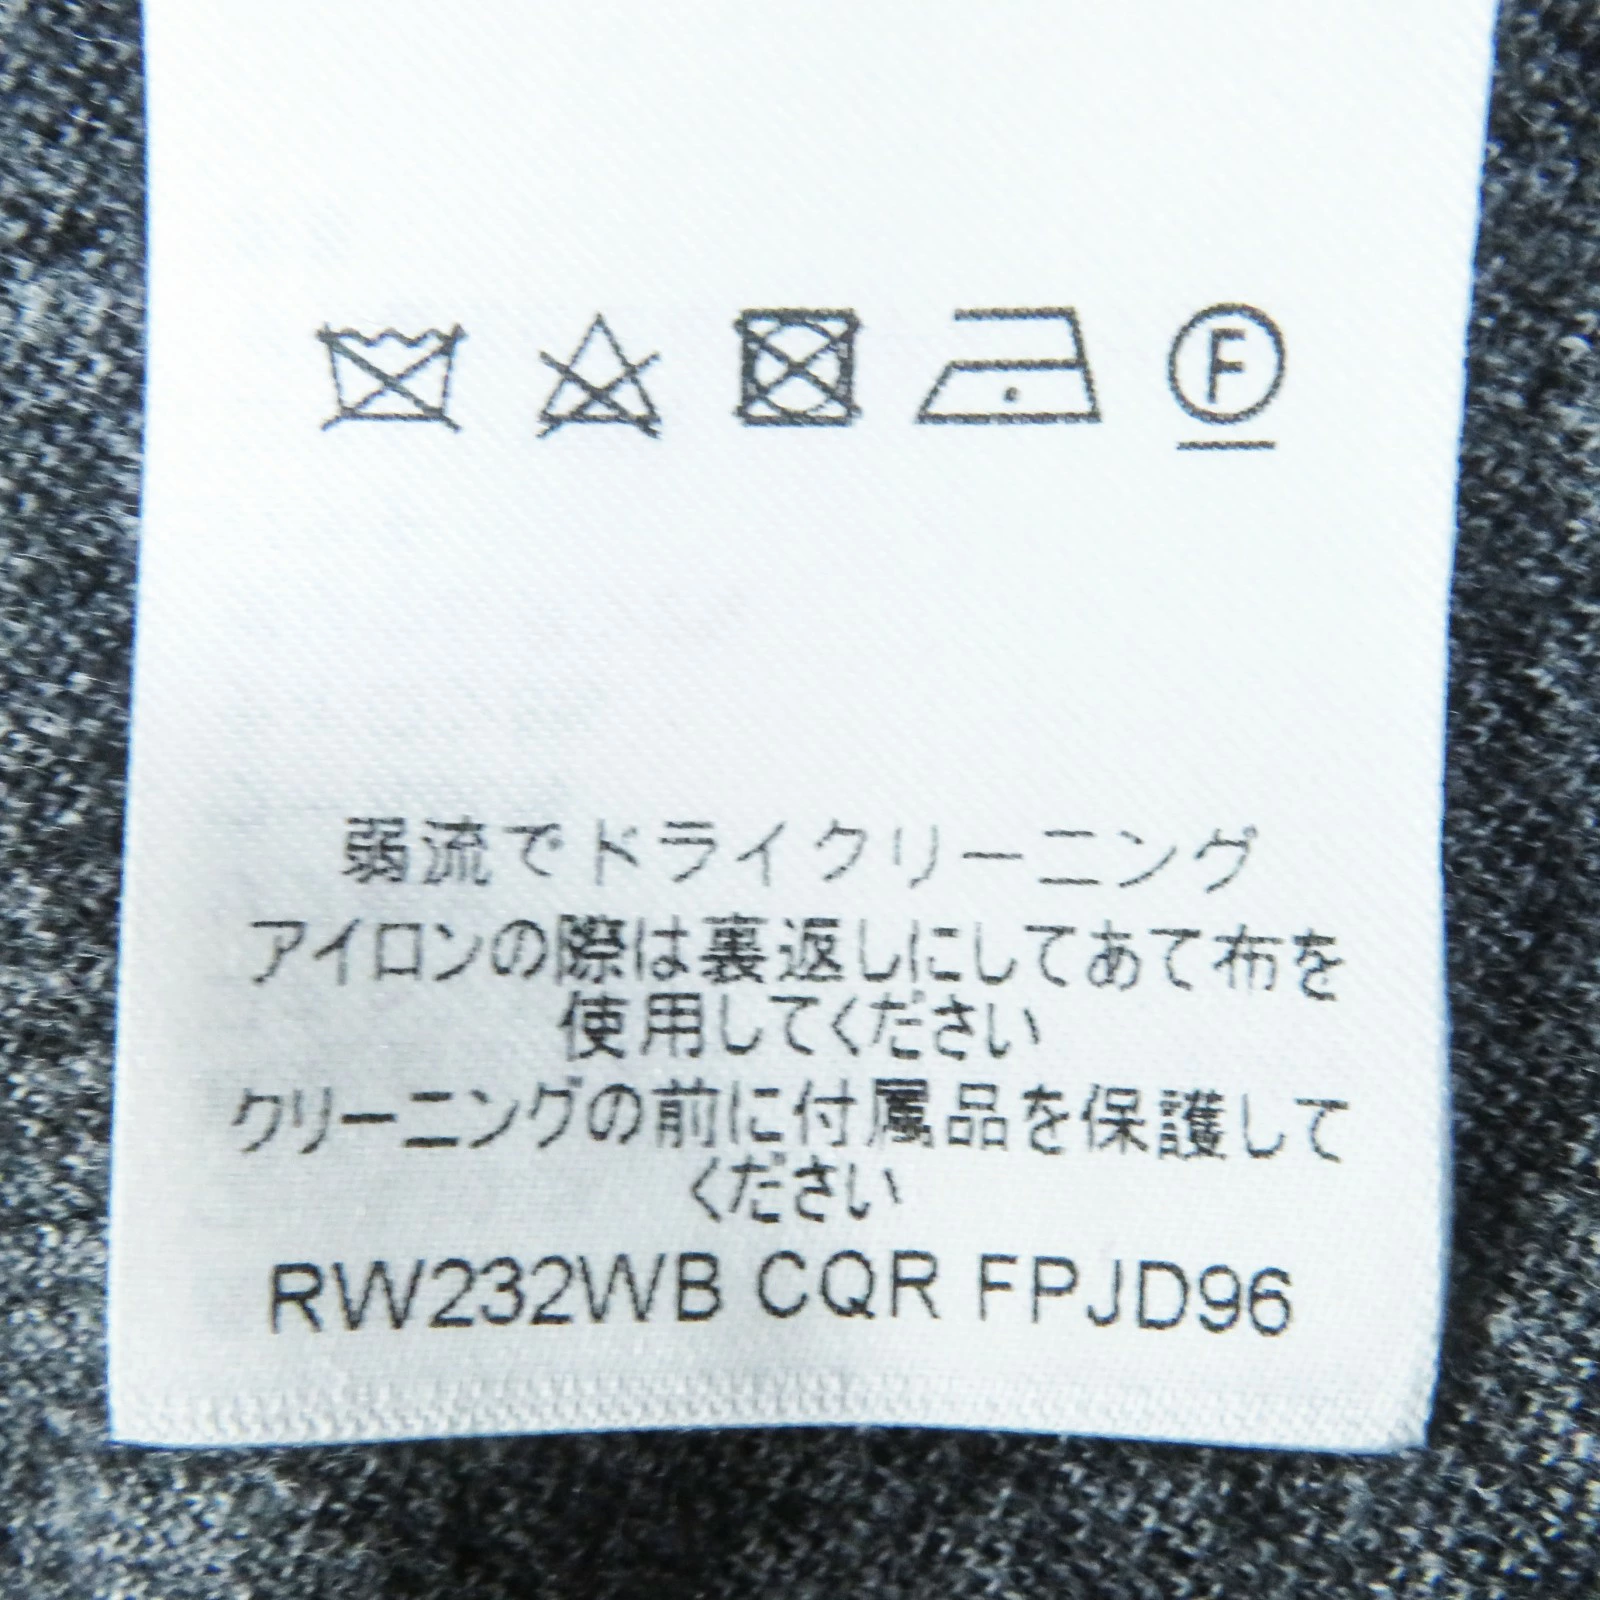 F
弱流でドライクリーニング
アイロンの際は裏返しにしてあて布を
使用してください
クリーニングの前に付属品を保護して
ください
RW232WB CQR FPJD96